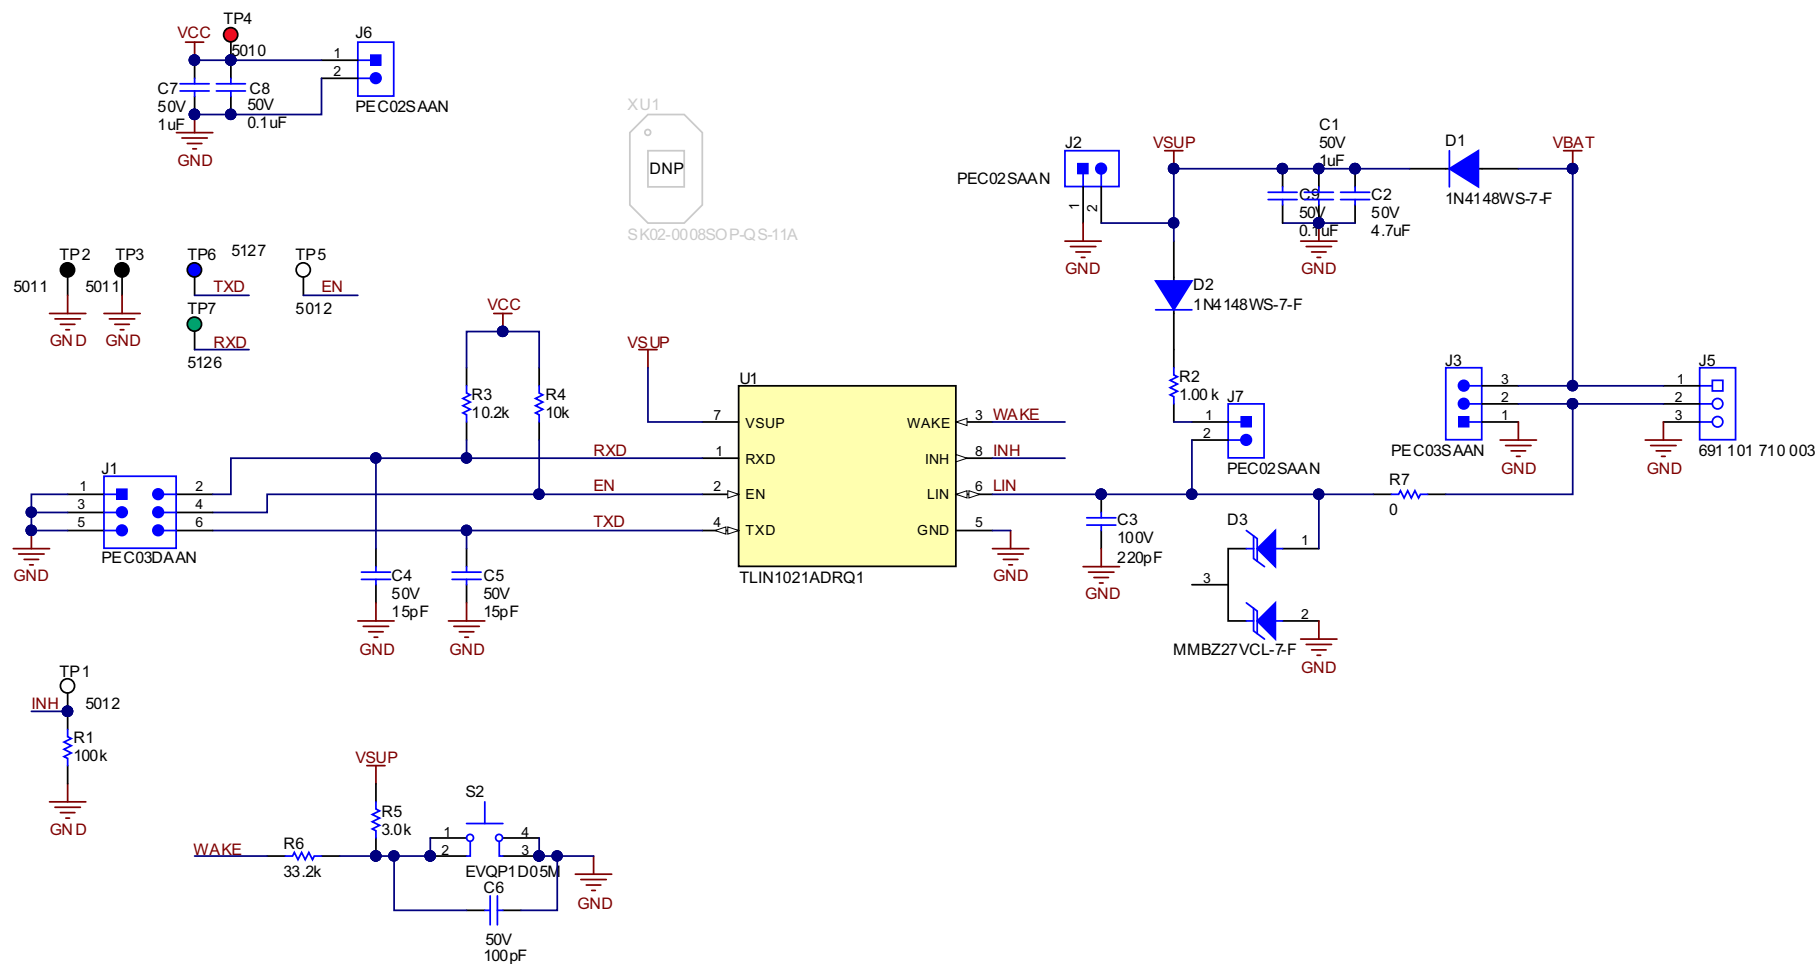 TP4
VCC
5010
J6
1
2
C7
50V
1uF
C8
50V
0.1uF
PEC02SAAN
GND
XU1
DNP
SK02-0008SOP-QS-11A
J2
PEC02SAAN
1
2
GND
VSUP
C1
50V
1uF
C9
50V
0.1uF
C2
50V
4.7uF
GND
D1
1N4148WS-7-F
VBAT
D2
1N4148WS-7-F
R2
1.00k
J7
1
2
PEC02SAAN
J3
3
2
1
PEC03SAAN
GND
J5
1
2
3
691 101 710 003
GND
TP2
5011
GND
TP3
5011
GND
TP6
5127
TXD
TP7
RXD
5126
TP5
EN
5012
VCC
R3
10.2k
R4
10k
VSUP
U1
7
VSUP
1
RXD
2
EN
4
TXD
WAKE
3
INH
8
LIN
6
GND
5
TLIN1021ADRQ1
RXD
EN
TXD
WAKE
INH
LIN
GND
J1
1
2
3
4
5
6
PEC03DAAN
GND
C4
50V
15pF
GND
C5
50V
15pF
GND
C3
100V
220pF
GND
R7
0
D3
1
3
2
MMBZ27VCL-7-F
GND
TP1
INH
5012
R1
100k
GND
VSUP
R5
3.0k
WAKE
R6
33.2k
S2
1
2
4
3
EVQP1D05M
C6
50V
100pF
GND